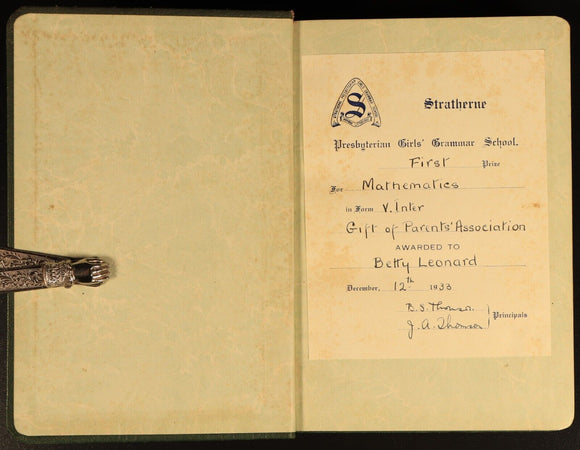 S
Stratherne
Presbyterian Girls' Grammar School.
First Prize
For Mathematics
in Form V. Inter
Gift of Parents' Association
AWARDED TO
Betty Leonard
December, 12th 1933
B. S. Thomson
J. A. Thomson
Principals